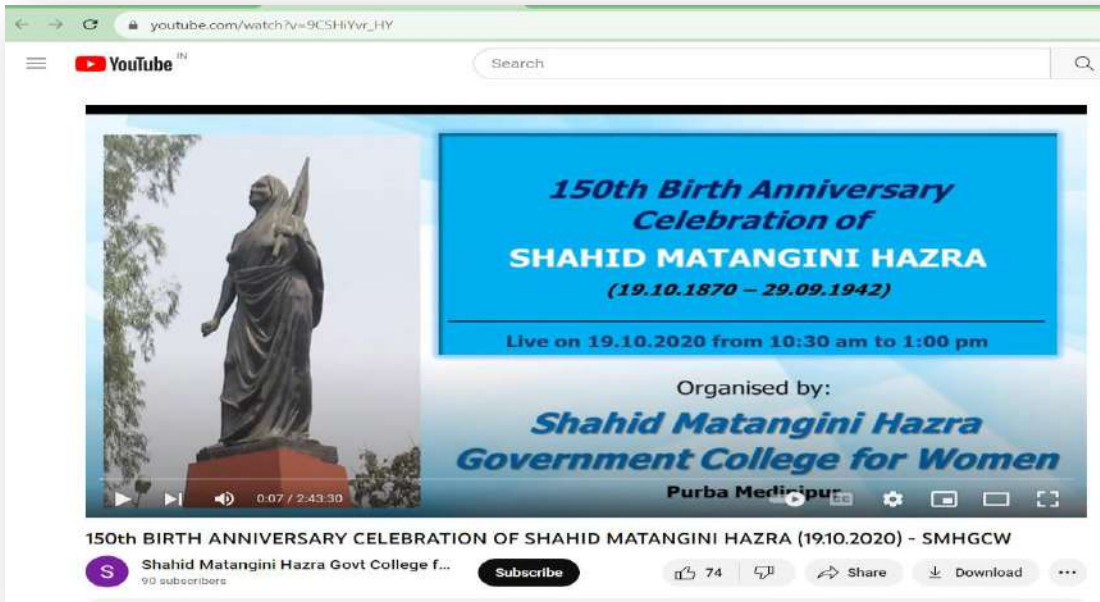 youtube.com/watch?v=9CSHiYvr_HY
YouTube IN
Search
150th Birth Anniversary
Celebration of
SHAHID MATANGINI HAZRA
(19.10.1870 – 29.09.1942)
Live on 19.10.2020 from 10:30 am to 1:00 pm
Organised by:
Shahid Matangini Hazra
Government College for Women
Purba Medinipur
0:07 / 2:43:30
150th BIRTH ANNIVERSARY CELEBRATION OF SHAHID MATANGINI HAZRA (19.10.2020) - SMHGCW
S
Shahid Matangini Hazra Govt College f...
90 subscribers
Subscribe
74
Share
Download